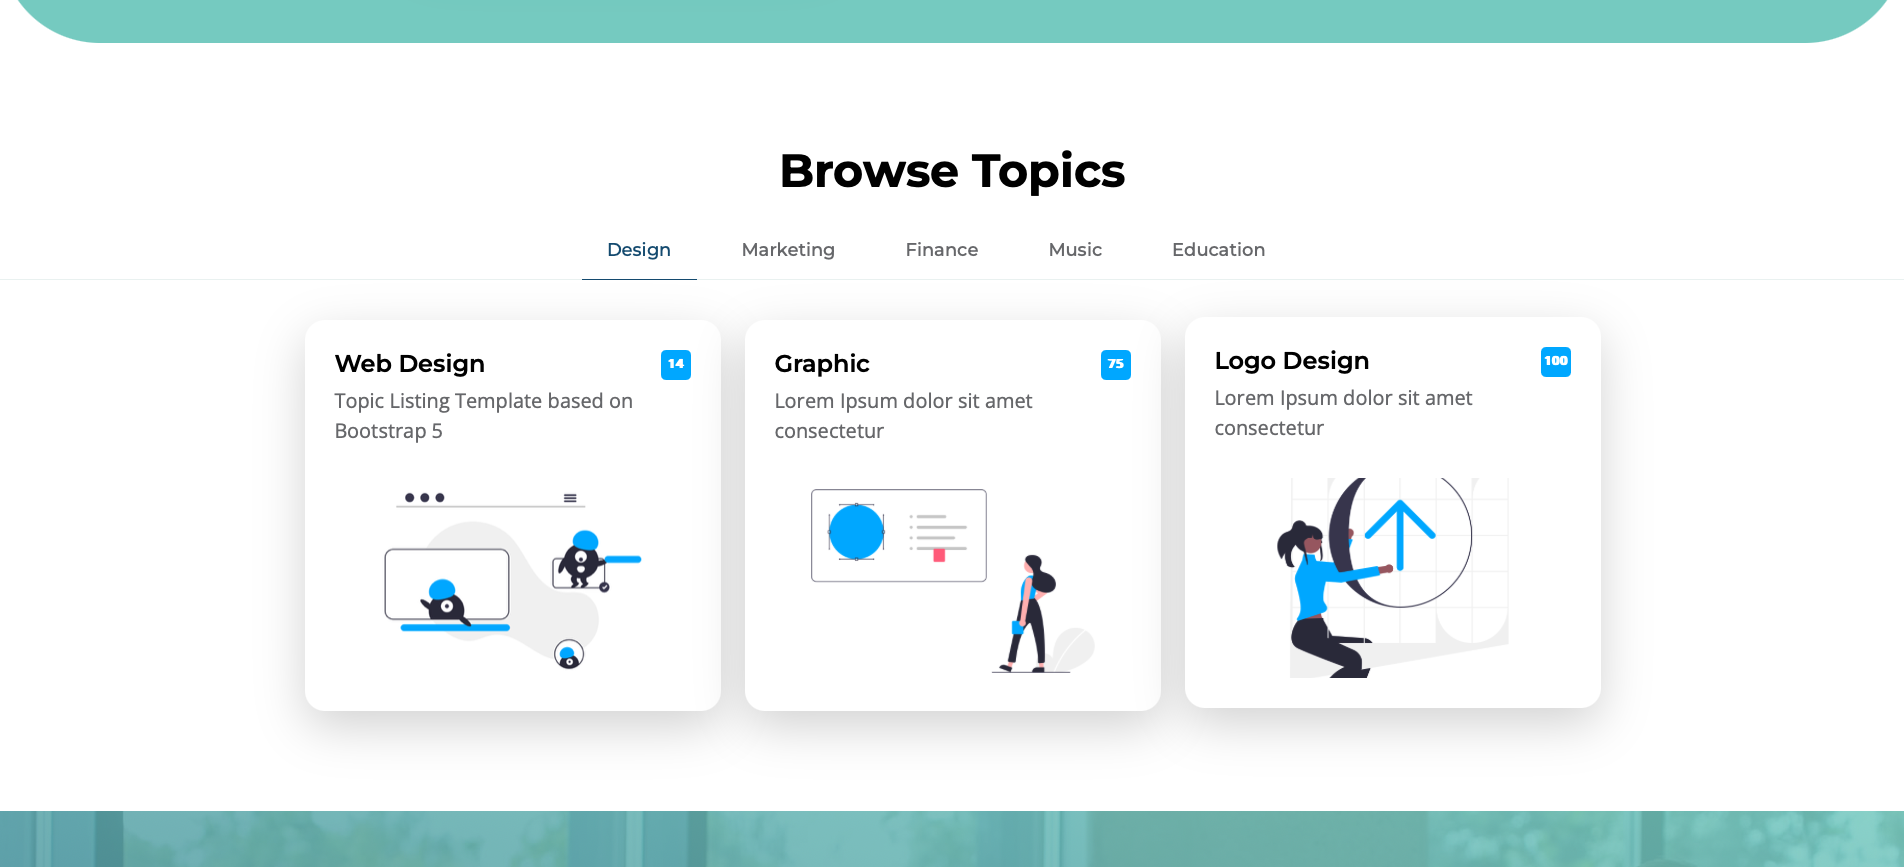 Browse Topics
Design
Marketing
Finance
Music
Education
Web Design
14
Topic Listing Template based on
Bootstrap 5
Graphic
75
Lorem Ipsum dolor sit amet
consectetur
Logo Design
100
Lorem Ipsum dolor sit amet
consectetur